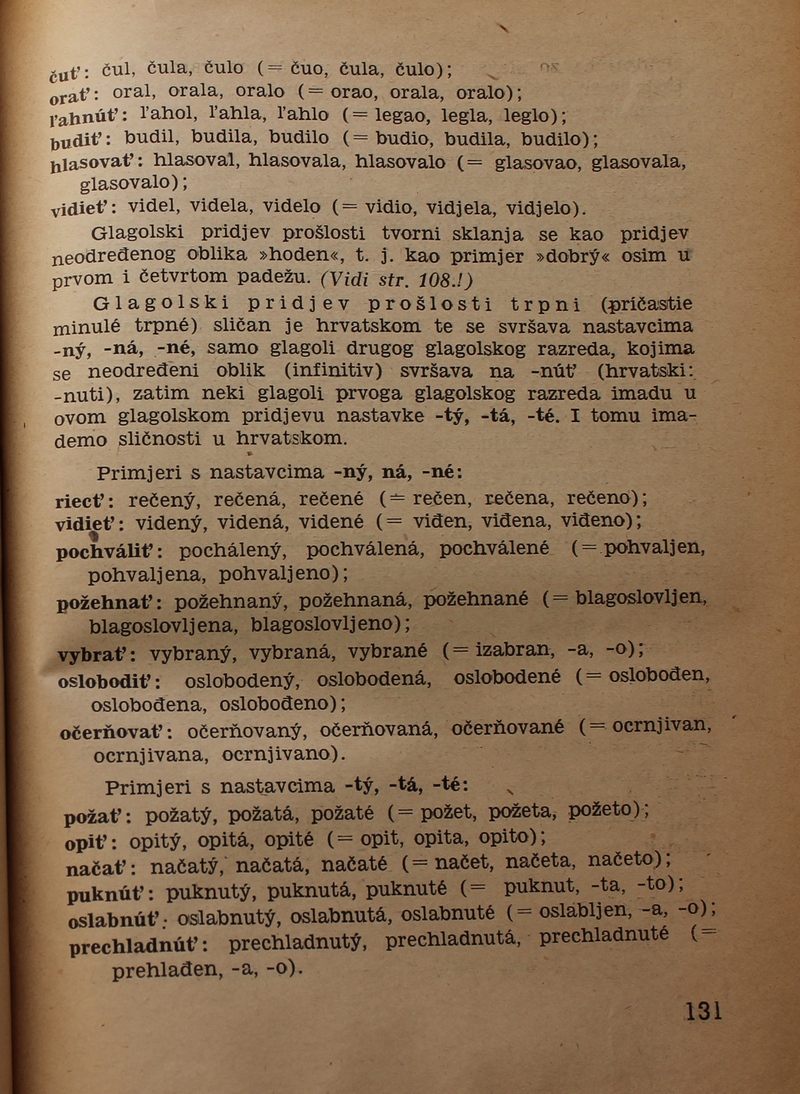 čuť: čul, čula, čulo (= čuo, čula, čulo);
orať: oral, orala, oralo (= orao, orala, oralo);
ľahnúť: ľahol, ľahla, ľahlo (= legao, legla, leglo);
budiť: budil, budila, budilo (= budio, budila, budilo);
hlasovať: hlasoval, hlasovala, hlasovalo (= glasovao, glasovala,
glasovalo);
vidieť: videl, videla, videlo (= vidio, vidjela, vidjelo).
Glagolski pridjev prošlosti tvorni sklanja se kao pridjev
neodređenog oblika »hoden«, t. j. kao primjer »dobrý« osim u
prvom i četvrtom padežu. (Vidi str. 108.!)
Glagolski pridjev prošlosti trpni (pričastie
minulé trpné) sličan je hrvatskom te se svršava nastavcima
-ný, -ná, -né, samo glagoli drugog glagolskog razreda, kojima
se neodređeni oblik (infinitiv) svršava na -núť (hrvatski:
-nuti), zatim neki glagoli prvoga glagolskog razreda imadu u
ovom glagolskom pridjevu nastavke -tý, -tá, -té. I tomu ima-
demo sličnosti u hrvatskom.
Primjeri s nastavcima -ný, ná, -né:
riecť: rečený, rečená, rečené (= rečen, rečena, rečeno);
vidieť: videný, videná, videné (= viđen, viđena, viđeno);
pochváliť: pochálený, pochválená, pochválené (= pohvaljen,
pohvaljena, pohvaljeno);
požehnať: požehnaný, požehnaná, požehnané (= blagoslovljen,
blagoslovljena, blagoslovljeno);
vybrať: vybraný, vybraná, vybrané (= izabran, -a, -o);
oslobodiť: oslobodený, oslobodená, oslobodené (= oslobođen,
oslobođena, oslobođeno);
očerňovať: očerňovaný, očerňovaná, očerňované (= ocrnjivan,
ocrnjivana, ocrnjivano).
Primjeri s nastavcima -tý, -tá, -té:
požať: požatý, požatá, požaté (= požet, požeta, požeto);
opiť: opitý, opitá, opité (= opit, opita, opito);
načať: načatý, načatá, načaté (= načet, načeta, načeto);
puknúť: puknutý, puknutá, puknuté (= puknut, -ta, -to);
oslabnúť: oslabnutý, oslabnutá, oslabnuté (= oslabljen, -a, -o);
prechladnúť: prechladnutý, prechladnutá, prechladnuté (=
prehlađen, -a, -o).
131